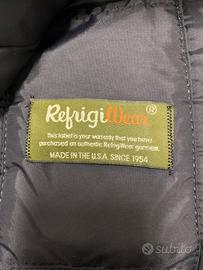 RefrigiWear®
This label is your warranty that you have
purchased an authentic RefrigiWear garment.
MADE IN THE U.S.A. SINCE 1954
subito